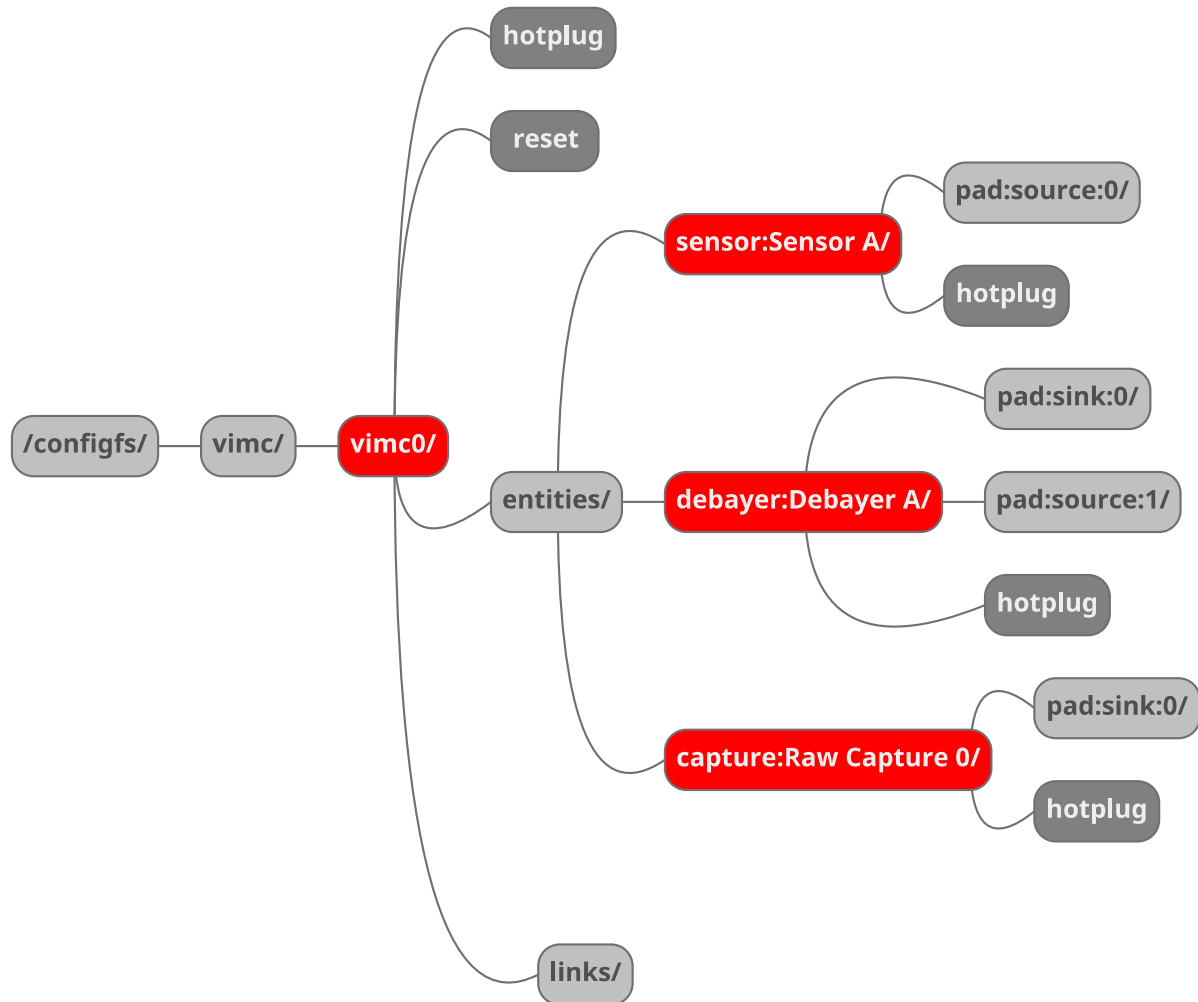 hotplug
reset
pad:source:0/
sensor:Sensor A/
hotplug
pad:sink:0/
/configfs/
vimc/
vimc0/
entities/
debayer:Debayer A/
pad:source:1/
hotplug
pad:sink:0/
capture:Raw Capture 0/
hotplug
links/